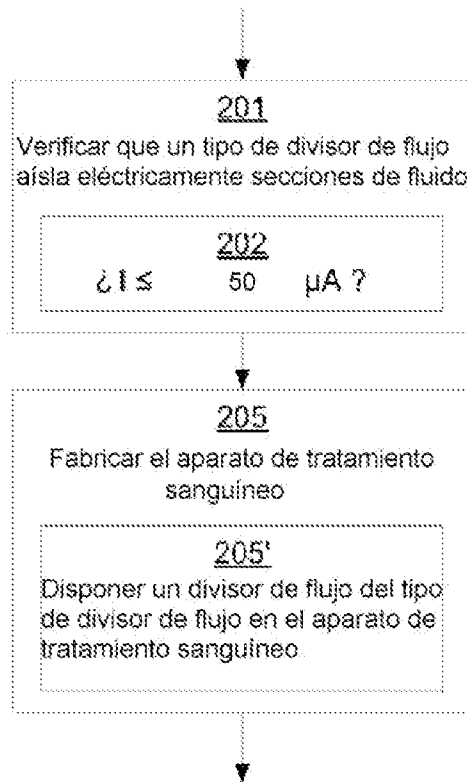 201
Verificar que un tipo de divisor de flujo
aísla eléctricamente secciones de fluido
202
¿ I ≤ 50 µA ?
205
Fabricar el aparato de tratamiento
sanguíneo
205'
Disponer un divisor de flujo del tipo
de divisor de flujo en el aparato de
tratamiento sanguíneo